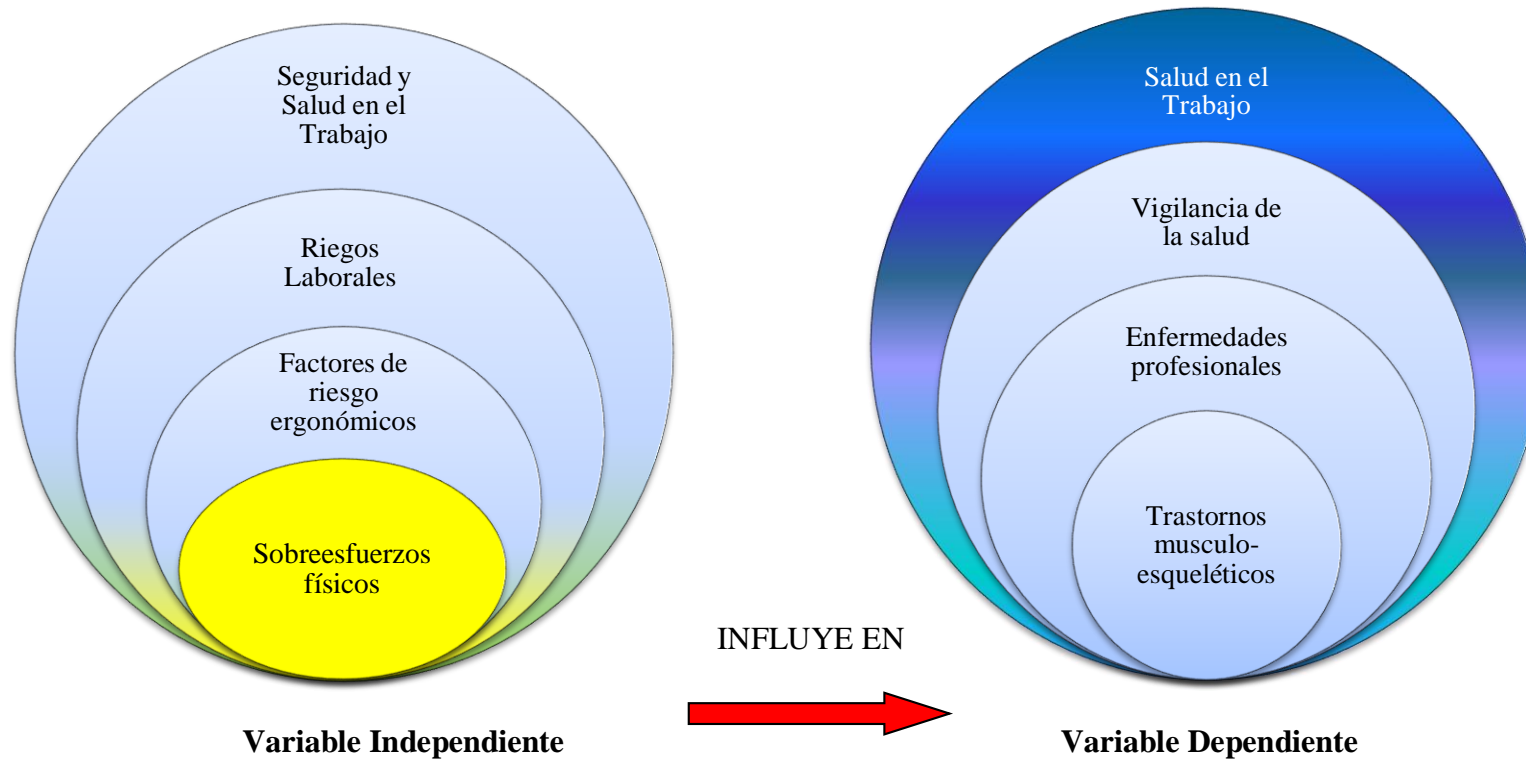 Seguridad y
Salud en el
Trabajo
Riegos
Laborales
Factores de
riesgo
ergonómicos
Sobreesfuerzos
físicos
INFLUYE EN
Salud en el
Trabajo
Vigilancia de
la salud
Enfermedades
profesionales
Trastornos
musculo-
esqueléticos
Variable Independiente
Variable Dependiente